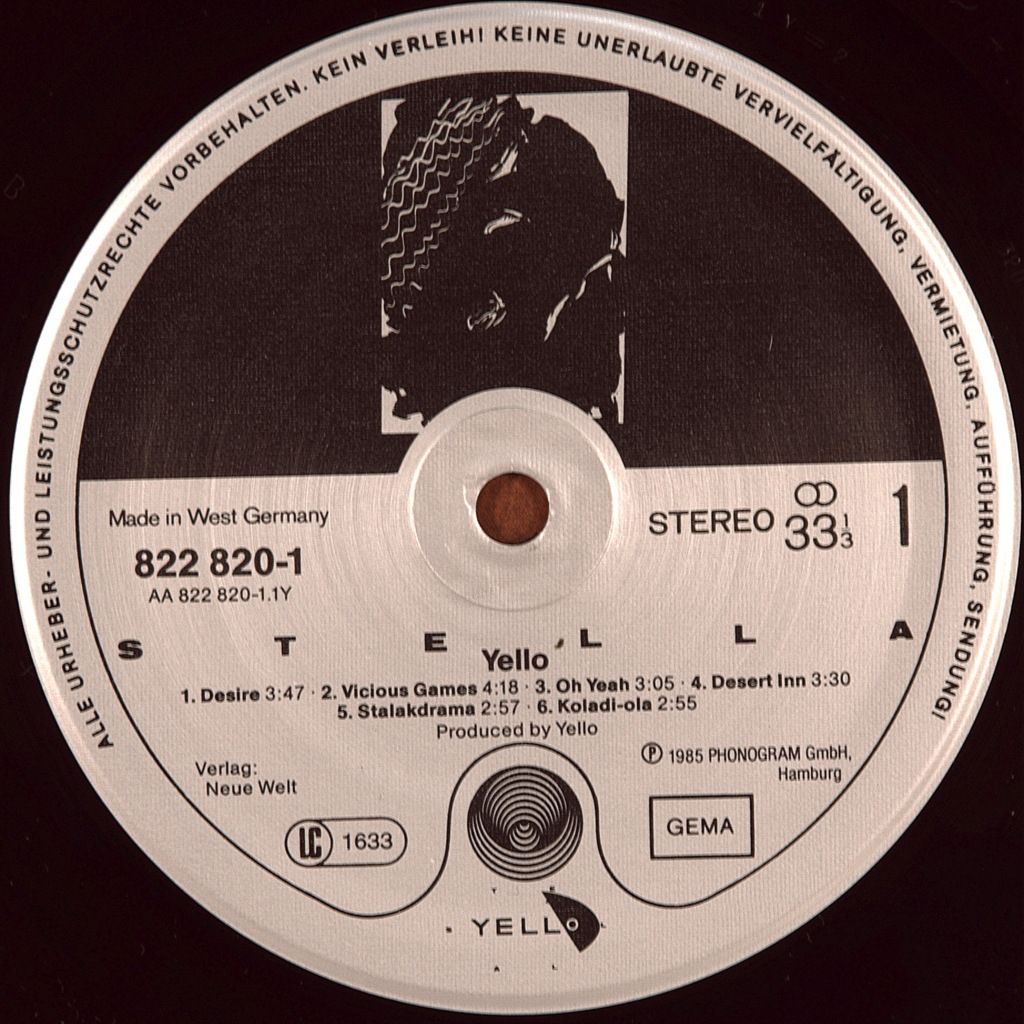 ALLE URHEBER- UND LEISTUNGSSCHUTZRECHTE VORBEHALTEN. KEIN VERLEIH! KEINE UNERLAUBTE VERVIELFÄLTIGUNG, VERMIETUNG, AUFFÜHRUNG, SENDUNG!
Made in West Germany
822 820-1
AA 822 820-1.1Y
STEREO 33 1/3
1
S T E L L A
Yello
1. Desire 3:47 · 2. Vicious Games 4:18 · 3. Oh Yeah 3:05 · 4. Desert Inn 3:30
5. Stalakdrama 2:57 · 6. Koladi-ola 2:55
Produced by Yello
Verlag:
Neue Welt
Ⓟ 1985 PHONOGRAM GmbH,
Hamburg
LC 1633
GEMA
YELLO